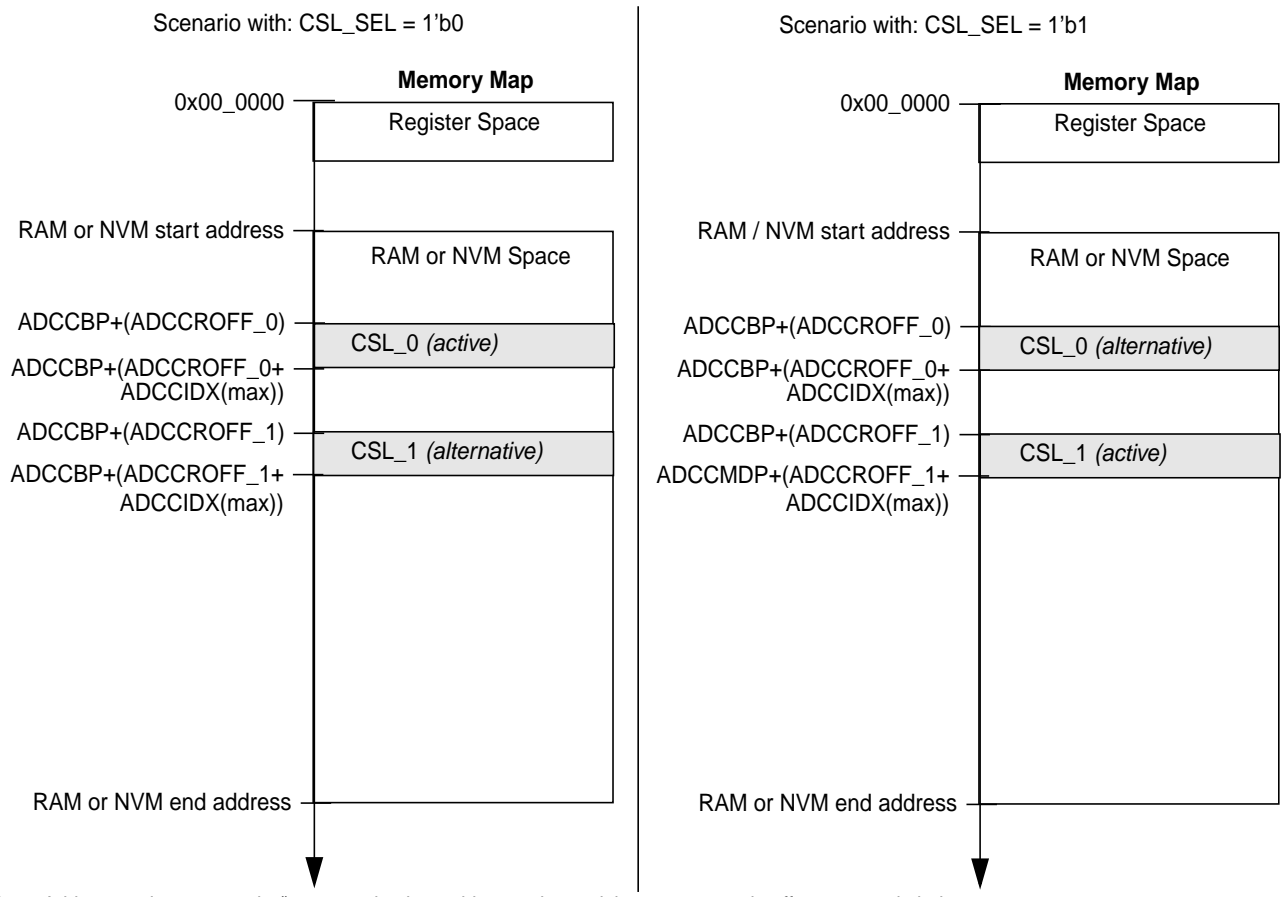 Scenario with: CSL_SEL = 1’b0
Memory Map
0x00_0000
Register Space
RAM or NVM start address
RAM or NVM Space
ADCCBP+(ADCCROFF_0)
CSL_0 (active)
ADCCBP+(ADCCROFF_0+
ADCCIDX(max))
ADCCBP+(ADCCROFF_1)
CSL_1 (alternative)
ADCCBP+(ADCCROFF_1+
ADCCIDX(max))
RAM or NVM end address
Scenario with: CSL_SEL = 1’b1
Memory Map
0x00_0000
Register Space
RAM / NVM start address
RAM or NVM Space
ADCCBP+(ADCCROFF_0)
CSL_0 (alternative)
ADCCBP+(ADCCROFF_0+
ADCCIDX(max))
ADCCBP+(ADCCROFF_1)
CSL_1 (active)
ADCCMDP+(ADCCROFF_1+
ADCCIDX(max))
RAM or NVM end address